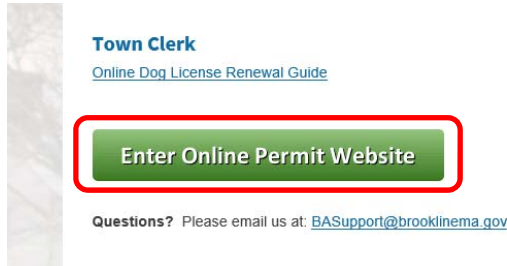 Town Clerk
Online Dog License Renewal Guide
Enter Online Permit Website
Questions? Please email us at: BASupport@brooklinema.gov